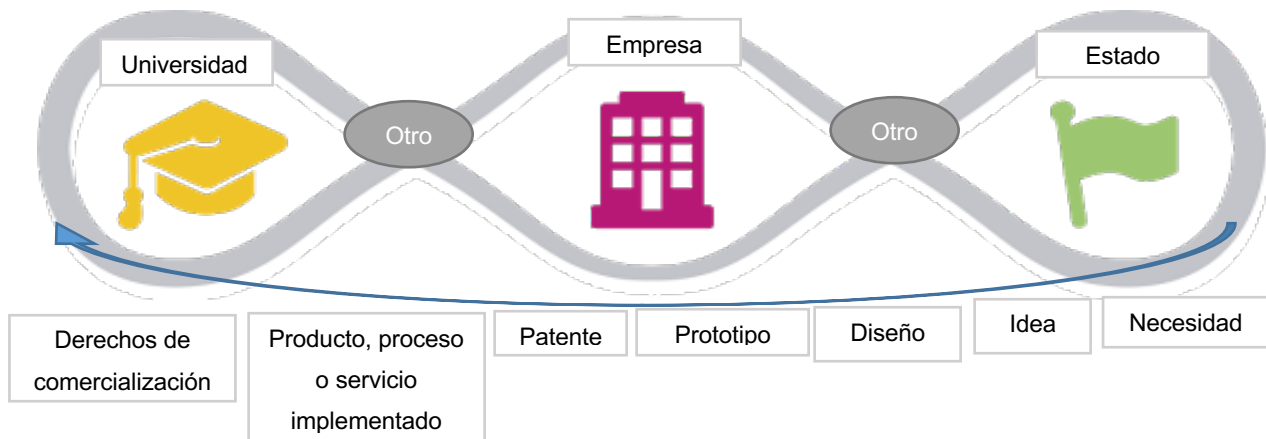 Universidad
Empresa
Estado
Otro
Otro
Derechos de
comercialización
Producto, proceso
o servicio
implementado
Patente
Prototipo
Diseño
Idea
Necesidad